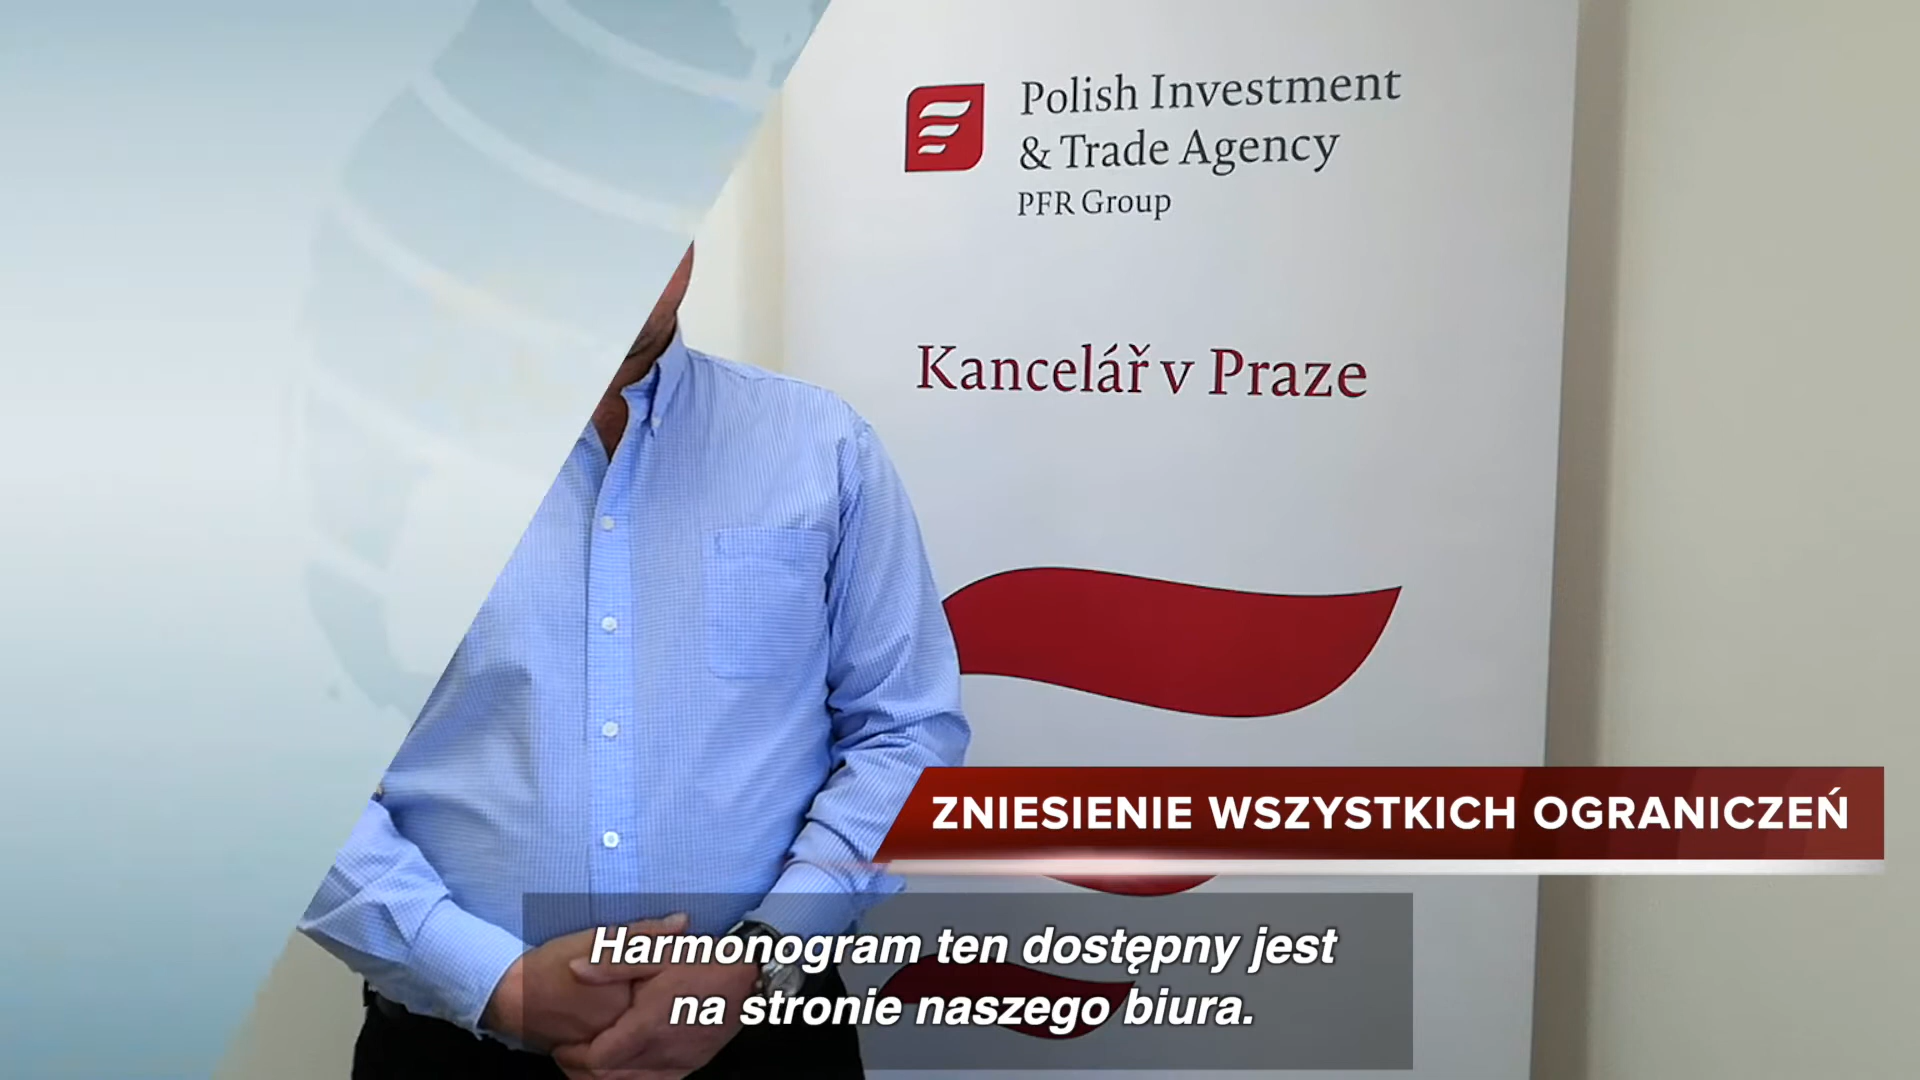 Polish Investment
& Trade Agency
PFR Group
Kancelář v Praze
ZNIESIENIE WSZYSTKICH OGRANICZEŃ
Harmonogram ten dostępny jest
na stronie naszego biura.